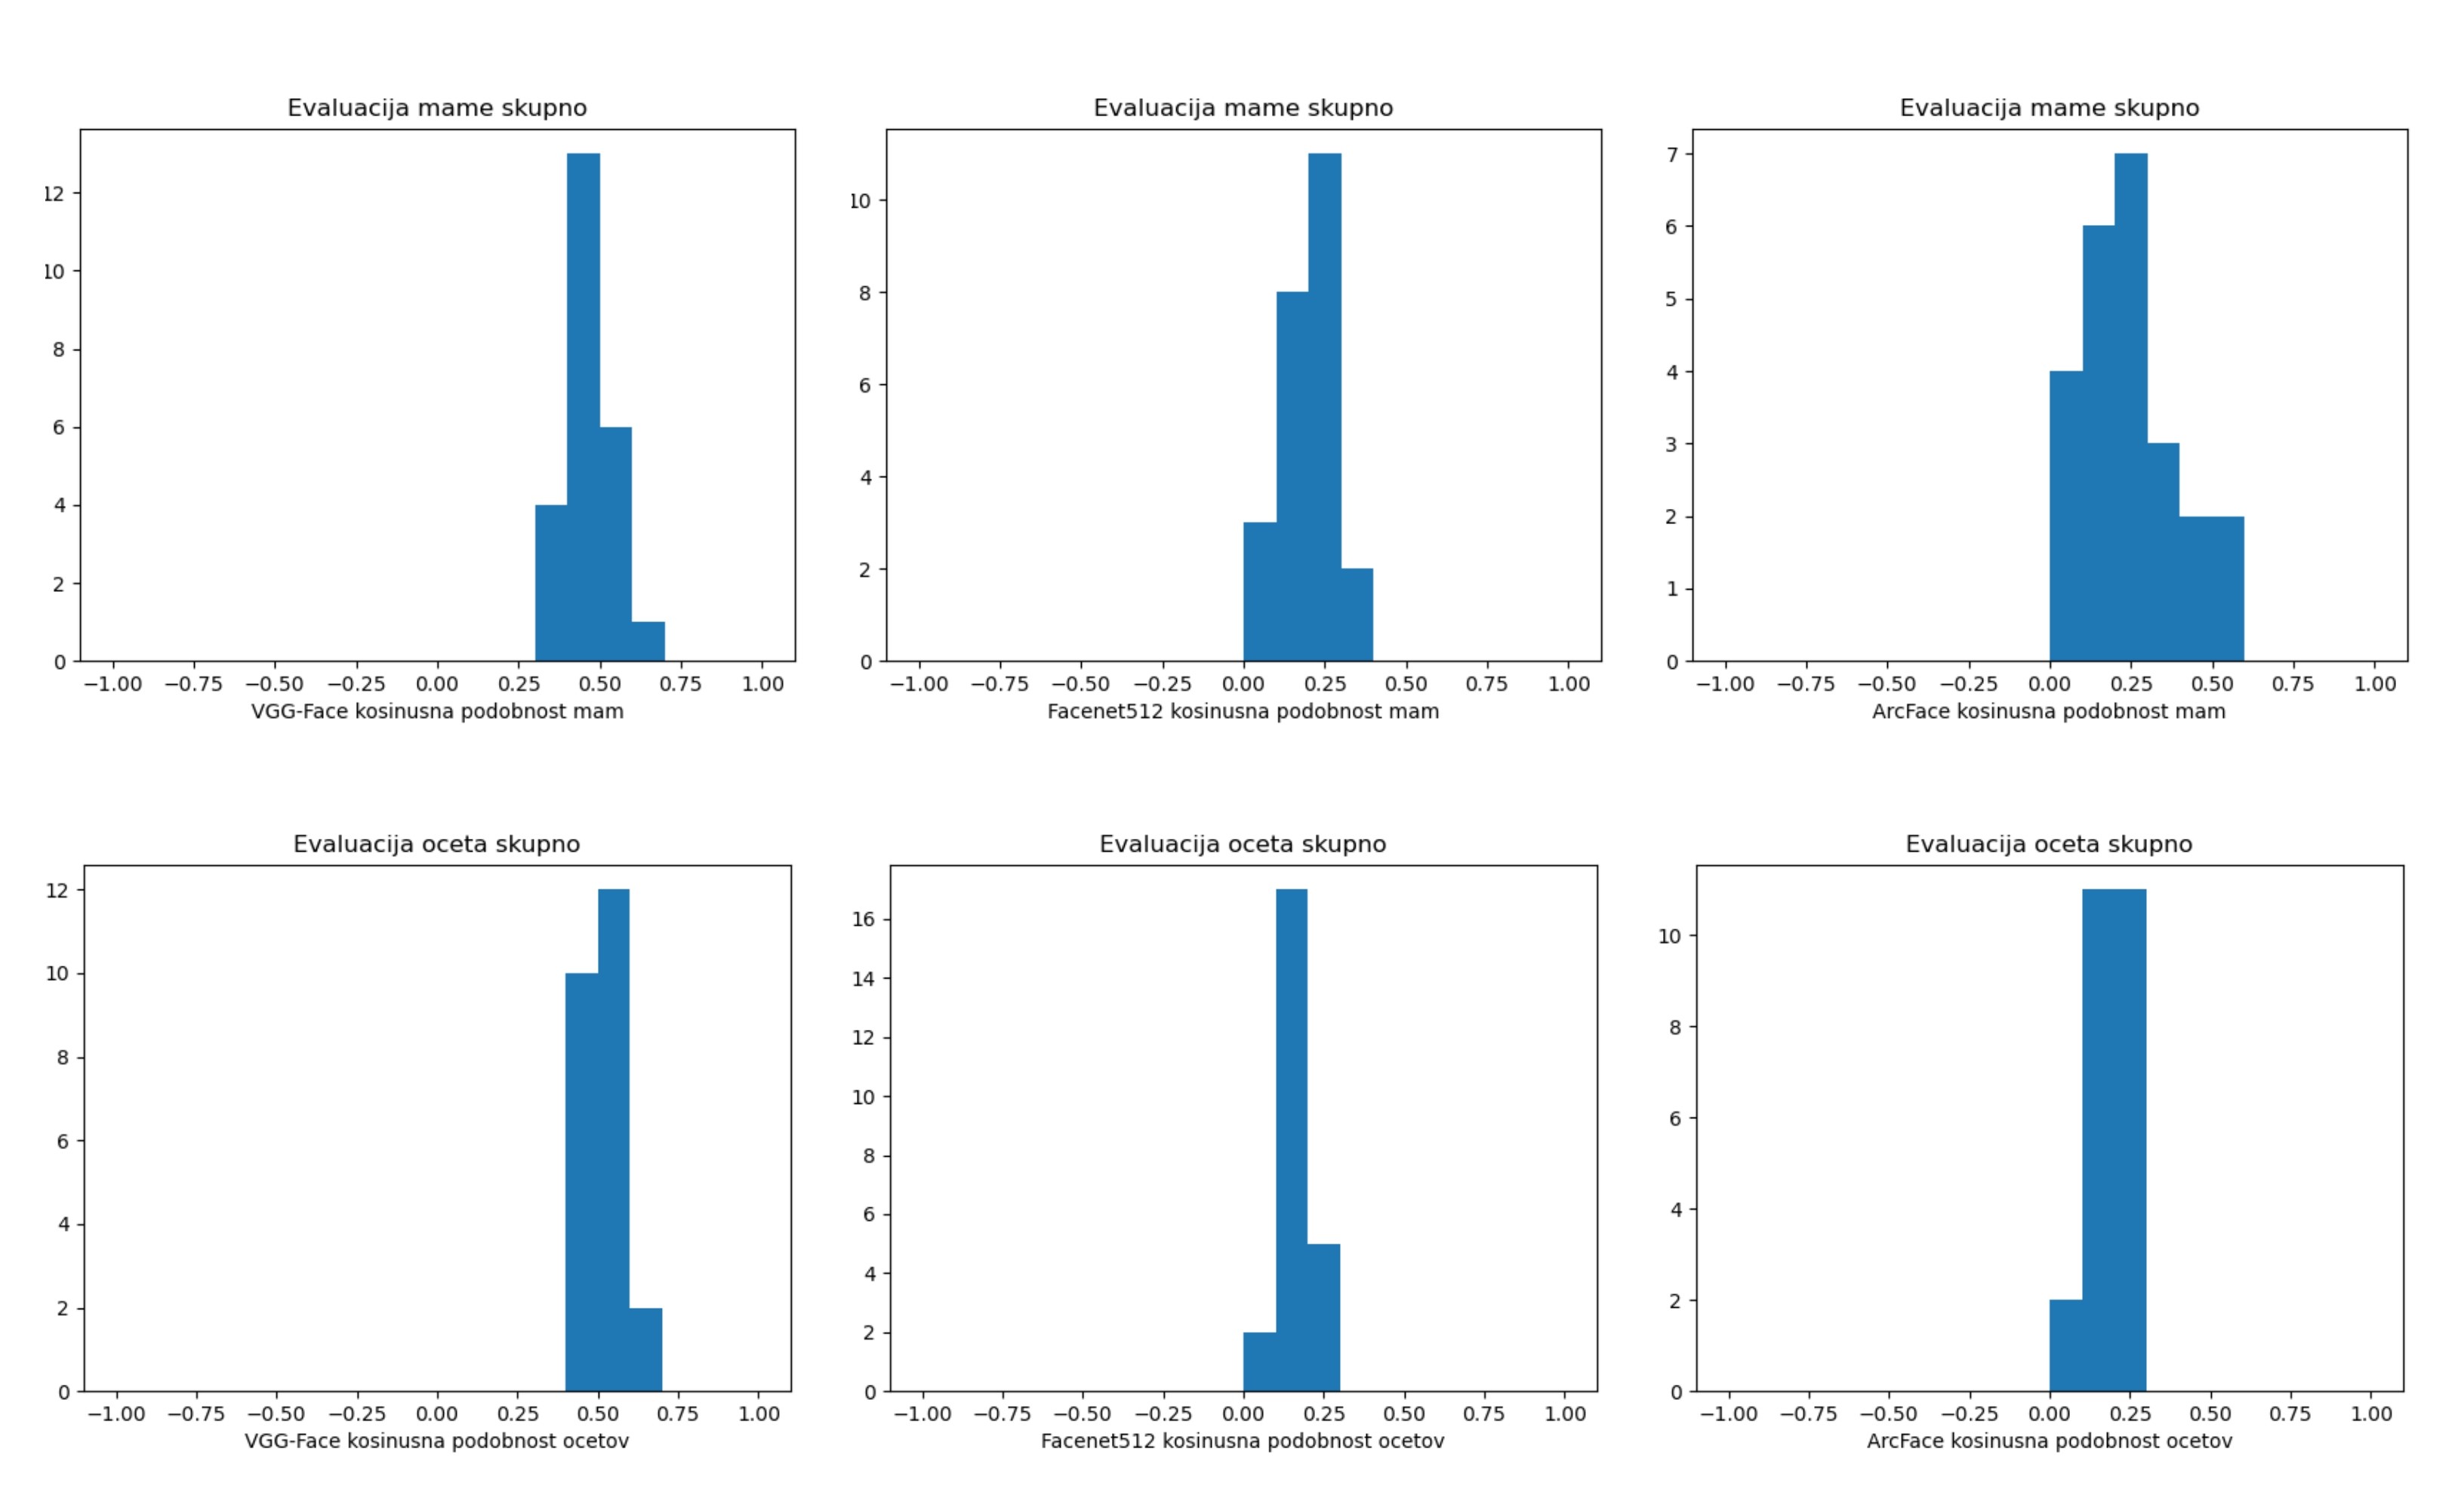 Evaluacija mame skupno
12
10
8
6
4
2
0
−1.00 −0.75 −0.50 −0.25 0.00 0.25 0.50 0.75 1.00
VGG-Face kosinusna podobnost mam
Evaluacija mame skupno
10
8
6
4
2
0
−1.00 −0.75 −0.50 −0.25 0.00 0.25 0.50 0.75 1.00
Facenet512 kosinusna podobnost mam
Evaluacija mame skupno
7
6
5
4
3
2
1
0
−1.00 −0.75 −0.50 −0.25 0.00 0.25 0.50 0.75 1.00
ArcFace kosinusna podobnost mam
Evaluacija oceta skupno
12
10
8
6
4
2
0
−1.00 −0.75 −0.50 −0.25 0.00 0.25 0.50 0.75 1.00
VGG-Face kosinusna podobnost ocetov
Evaluacija oceta skupno
16
14
12
10
8
6
4
2
0
−1.00 −0.75 −0.50 −0.25 0.00 0.25 0.50 0.75 1.00
Facenet512 kosinusna podobnost ocetov
Evaluacija oceta skupno
10
8
6
4
2
0
−1.00 −0.75 −0.50 −0.25 0.00 0.25 0.50 0.75 1.00
ArcFace kosinusna podobnost ocetov